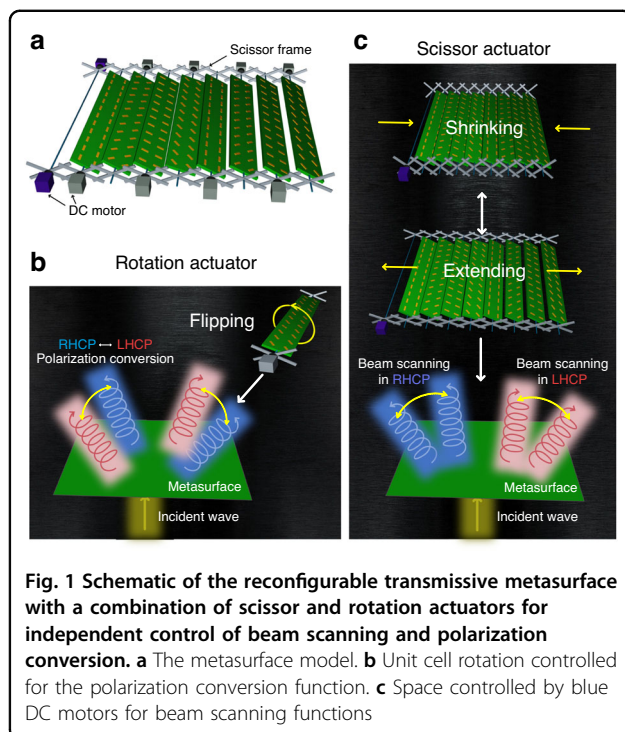 a
Scissor frame
DC motor
b
Rotation actuator
Flipping
RHCP ↔ LHCP
Polarization conversion
Metasurface
Incident wave
c
Scissor actuator
Shrinking
Extending
Beam scanning
in RHCP
Beam scanning
in LHCP
Metasurface
Incident wave
Fig. 1 Schematic of the reconfigurable transmissive metasurface
with a combination of scissor and rotation actuators for
independent control of beam scanning and polarization
conversion. a The metasurface model. b Unit cell rotation controlled
for the polarization conversion function. c Space controlled by blue
DC motors for beam scanning functions